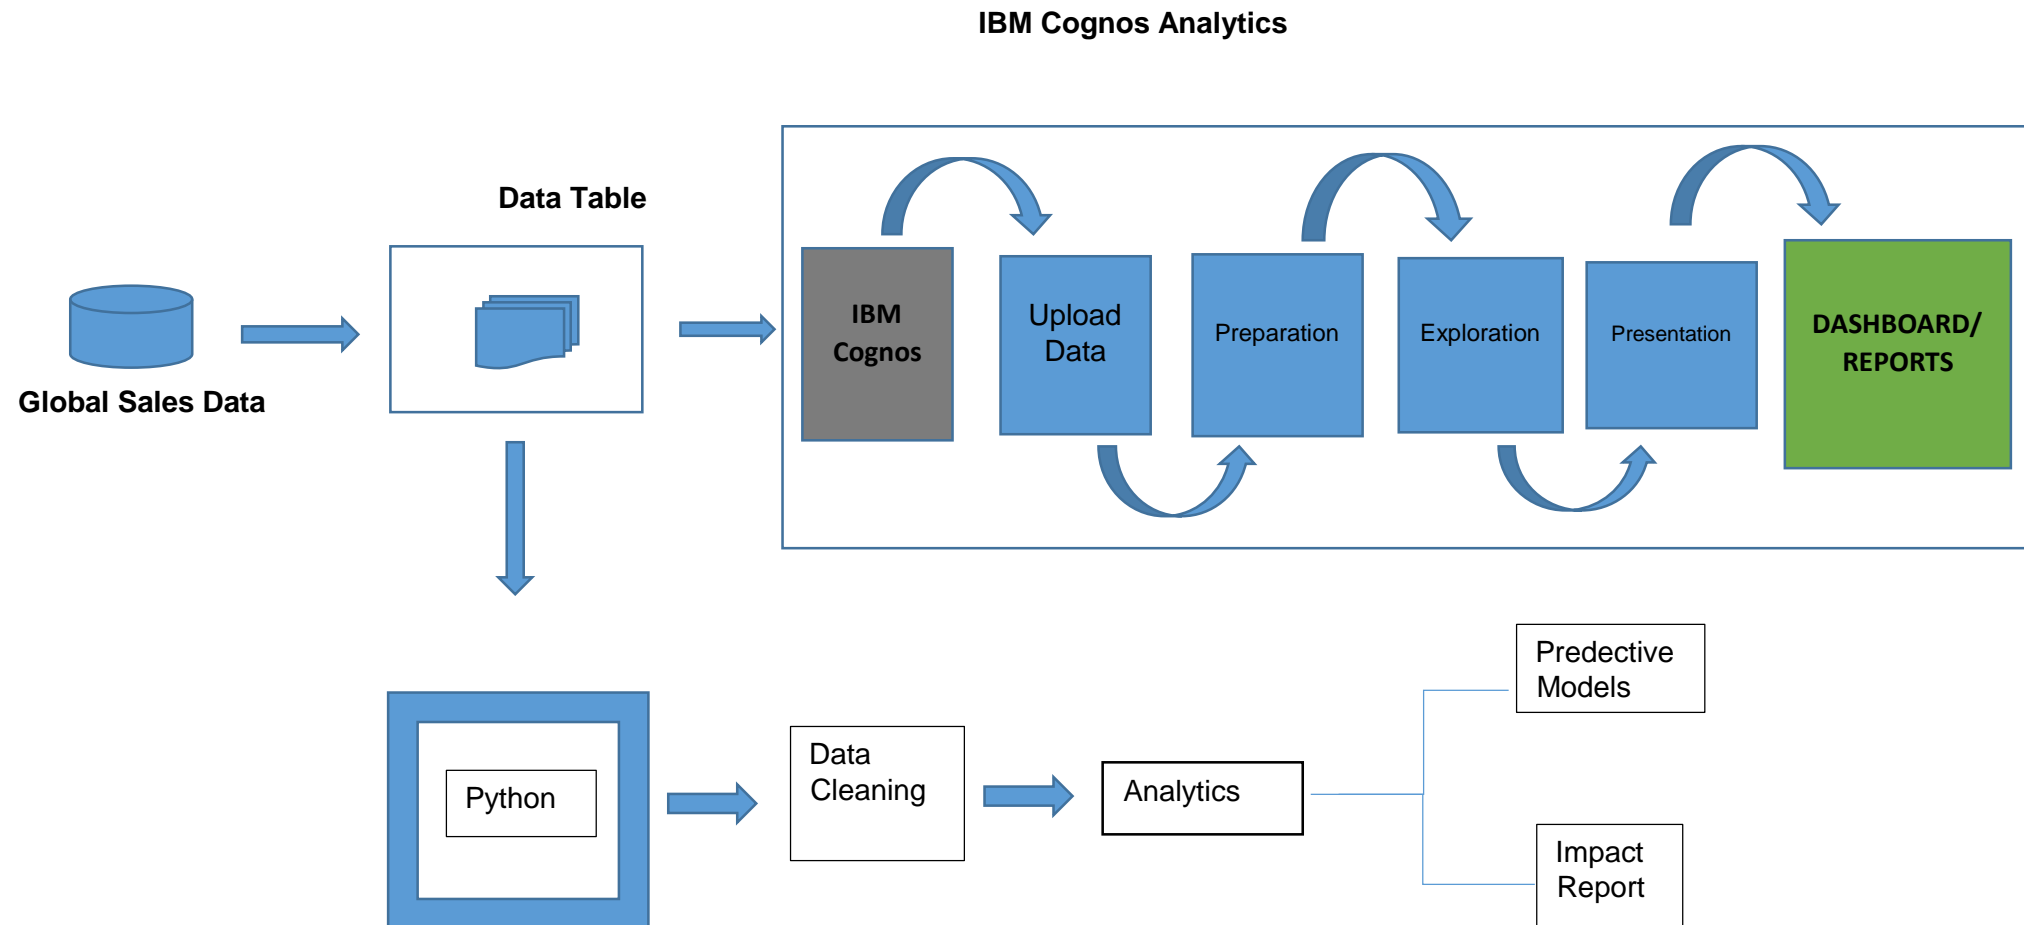 IBM Cognos Analytics
Data Table
Global Sales Data
IBM
Cognos
Upload
Data
Preparation
Exploration
Presentation
DASHBOARD/
REPORTS
Python
Data
Cleaning
Analytics
Predective
Models
Impact
Report